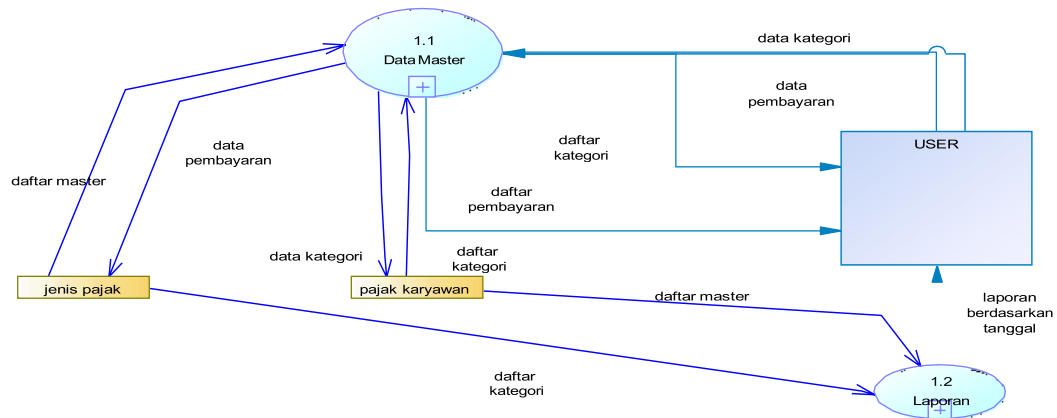 1.1
Data Master
data kategori
data
pembayaran
USER
daftar
kategori
data
pembayaran
daftar master
daftar
pembayaran
data kategori
daftar
kategori
jenis pajak
pajak karyawan
daftar master
laporan
berdasarkan
tanggal
daftar
kategori
1.2
Laporan